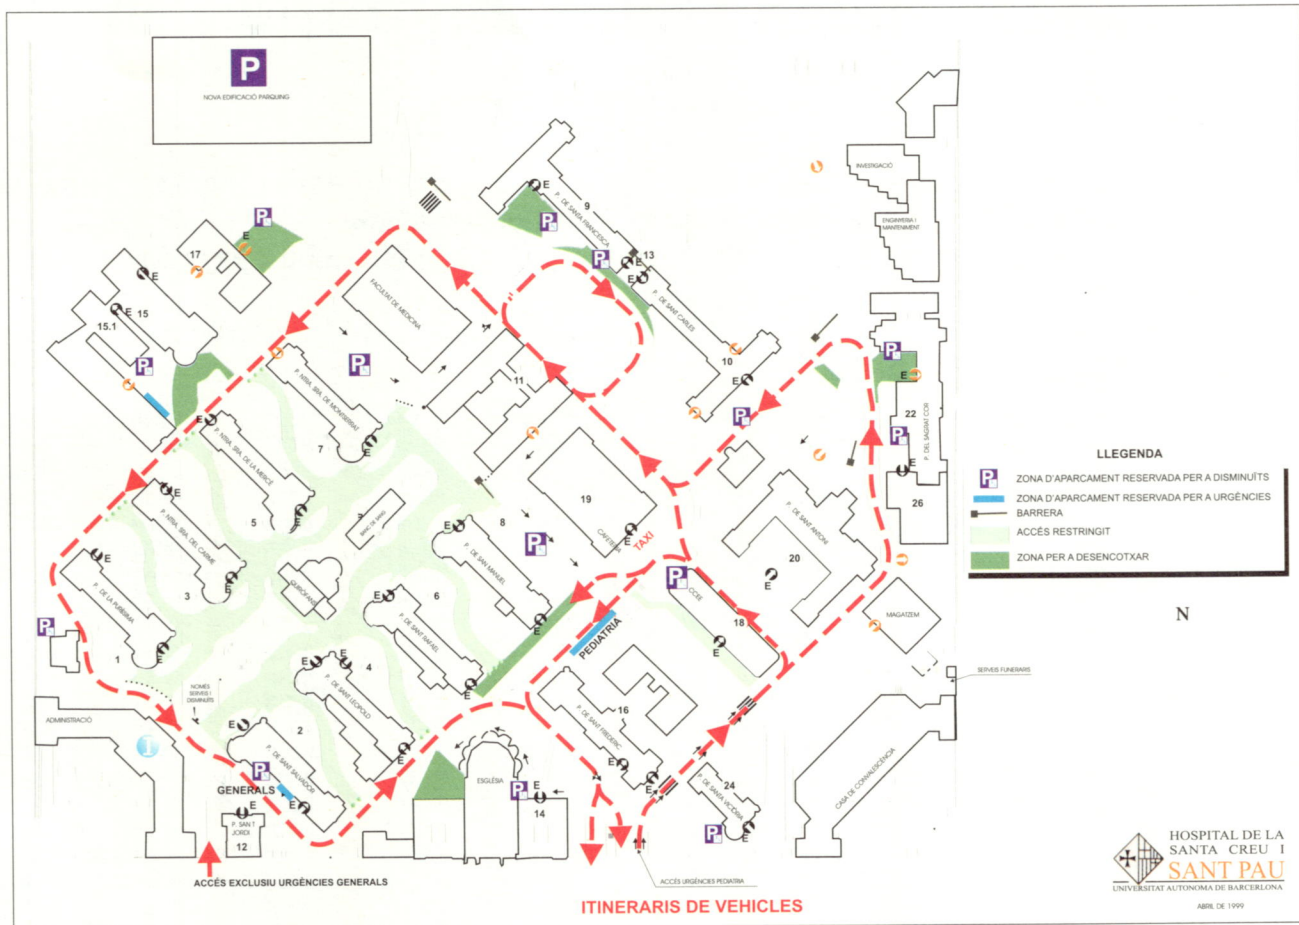 P
NOVA EDIFICACIÓ PARQUING
INVESTIGACIÓ
ENGINYERIA I
MANTENIMENT
9
P. DE SANTA FRANCESCA
E
13
P. DE SANT CARLES
10
17
15
15.1
FACULTAT DE MEDICINA
11
P. NTRA. SRA. DE MONTSERRAT
7
P. NTRA. SRA. DE LA MERCÈ
5
P. NTRA. SRA. DEL CARME
3
P. DE LA PURÍSSIMA
1
BANC DE SANG
QUIRÒFANS
8
P. DE SAN MANUEL
6
P. DE SANT RAFAEL
4
P. DE SANT LEOPOLD
2
P. DE SANT SALVADOR
19
CAFETERIA
TAXI
P. DE SANT ANTONI
20
22
P. DEL SAGRAT COR
26
CCEE
18
PEDIATRIA
MAGATZEM
SERVEIS FUNERARIS
16
P. DE SANT FREDERIC
24
P. DE SANTA VICTÒRIA
CASA DE CONVALESCÈNCIA
NOMÉS
SERVEIS I
DISMINUÏTS
ADMINISTRACIÓ
GENERALS
P. SANT
JORDI
12
ESGLÉSIA
14
ACCÉS EXCLUSIU URGÈNCIES GENERALS
ACCÉS URGÈNCIES PEDIATRIA
ITINERARIS DE VEHICLES
LLEGENDA
ZONA D'APARCAMENT RESERVADA PER A DISMINUÏTS
ZONA D'APARCAMENT RESERVADA PER A URGÈNCIES
BARRERA
ACCÉS RESTRINGIT
ZONA PER A DESENCOTXAR
N
HOSPITAL DE LA
SANTA CREU I
SANT PAU
UNIVERSITAT AUTONOMA DE BARCERLONA
ABRIL DE 1999